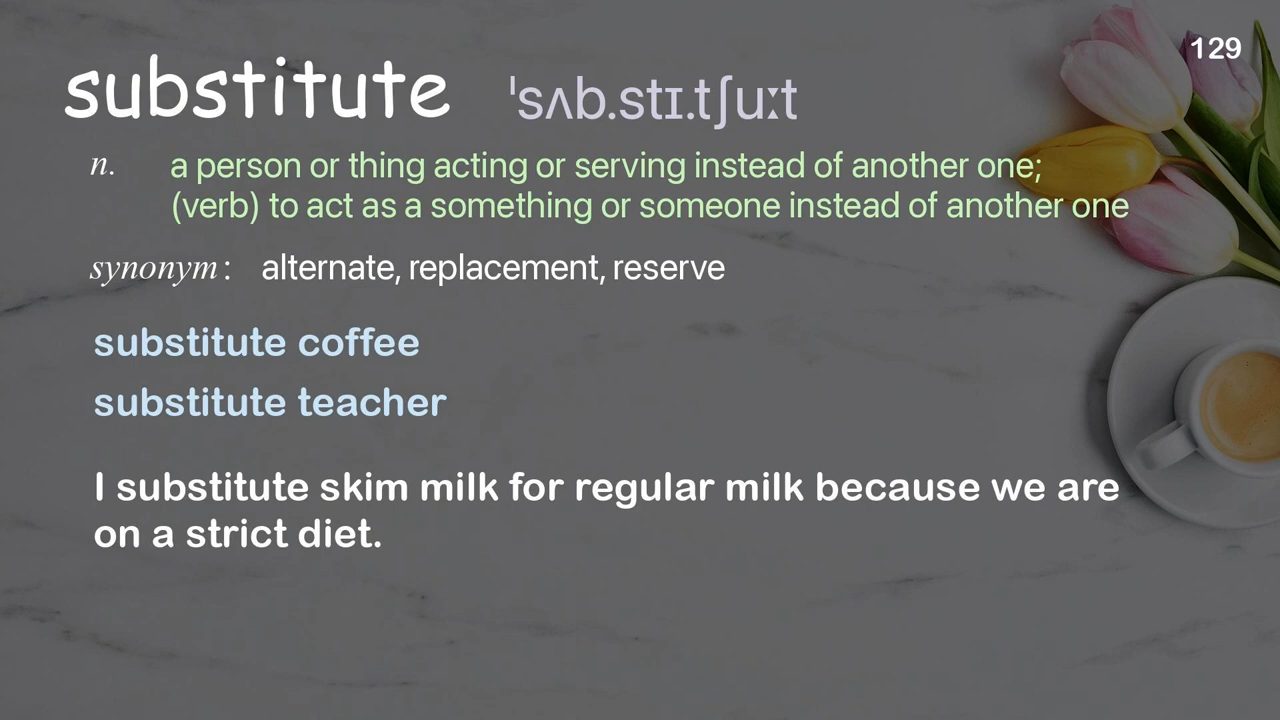 129
substitute ˈsʌb.stɪ.tʃuːt
n. a person or thing acting or serving instead of another one;
(verb) to act as a something or someone instead of another one
synonym : alternate, replacement, reserve
substitute coffee
substitute teacher
I substitute skim milk for regular milk because we are
on a strict diet.